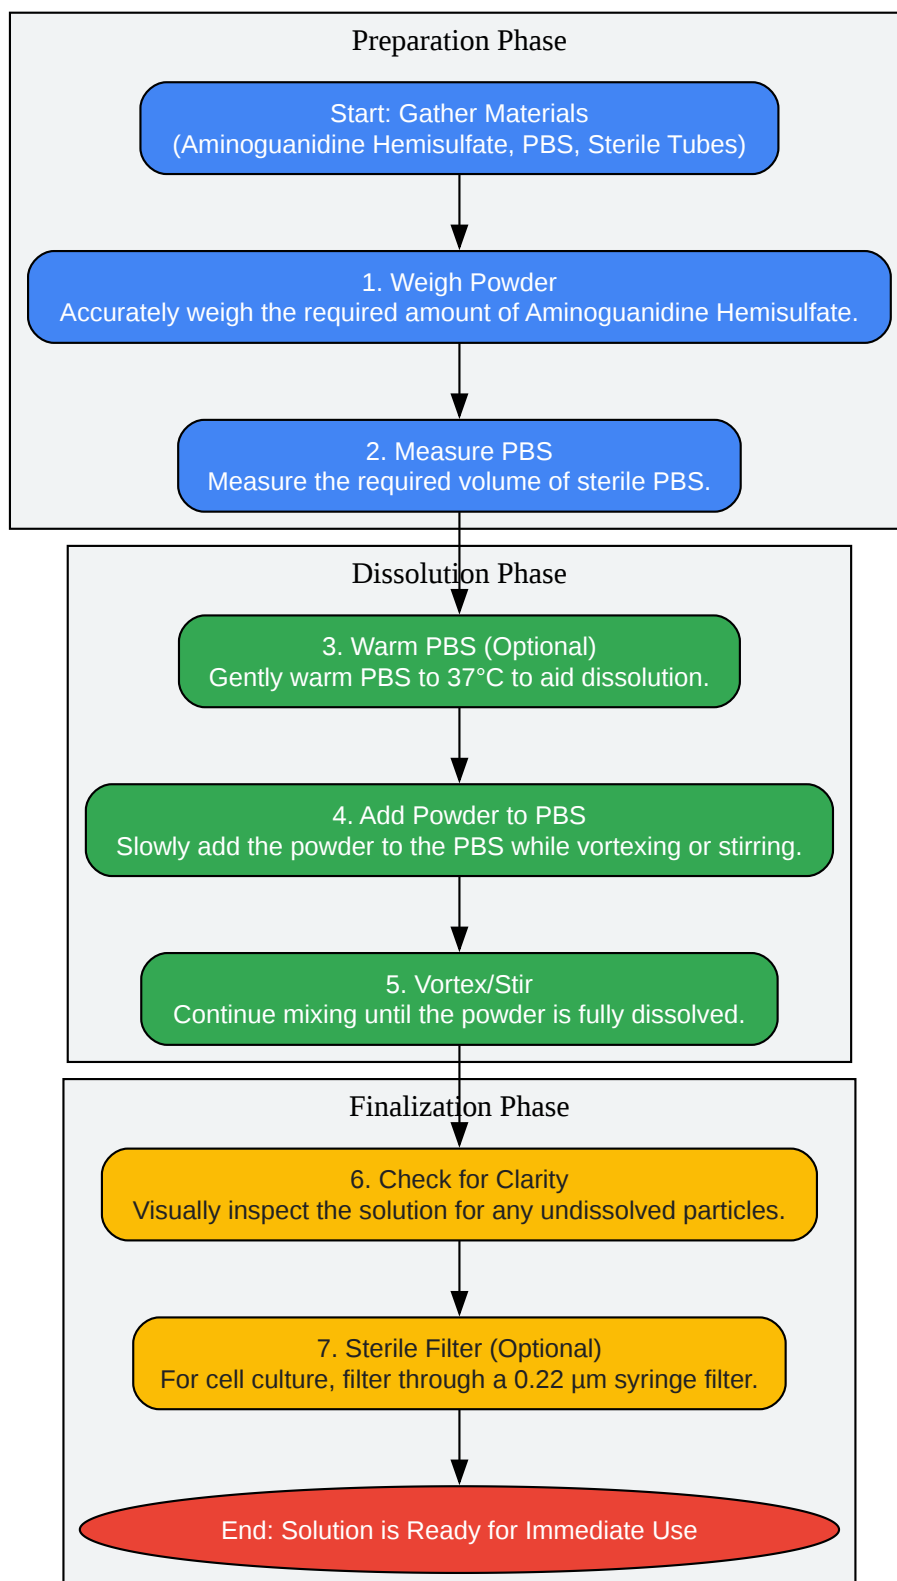 Preparation Phase
Start: Gather Materials
(Aminoguanidine Hemisulfate, PBS, Sterile Tubes)
1. Weigh Powder
Accurately weigh the required amount of Aminoguanidine Hemisulfate.
2. Measure PBS
Measure the required volume of sterile PBS.
Dissolution Phase
3. Warm PBS (Optional)
Gently warm PBS to 37°C to aid dissolution.
4. Add Powder to PBS
Slowly add the powder to the PBS while vortexing or stirring.
5. Vortex/Stir
Continue mixing until the powder is fully dissolved.
Finalization Phase
6. Check for Clarity
Visually inspect the solution for any undissolved particles.
7. Sterile Filter (Optional)
For cell culture, filter through a 0.22 µm syringe filter.
End: Solution is Ready for Immediate Use